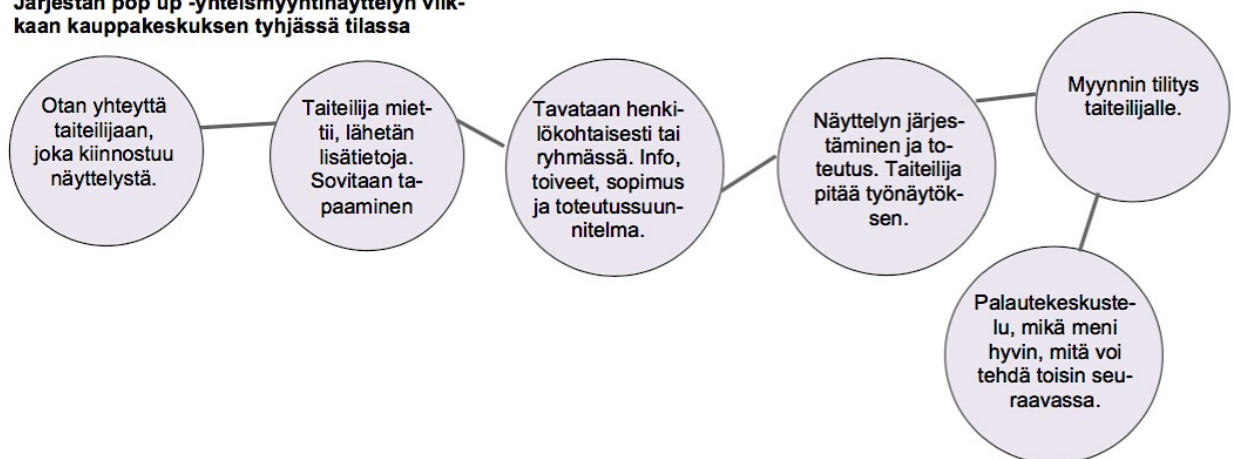 Järjestän pop up -yhteismyyntinäyttelyn vilk-
kaan kauppakeskuksen tyhjässä tilassa
Otan yhteyttä
taiteilijaan,
joka kiinnostuu
näyttelystä.
Taiteilija miet-
tii, lähetän
lisätietoja.
Sovitaan ta-
paaminen
Tavataan henki-
lökohtaisesti tai
ryhmässä. Info,
toiveet, sopimus
ja toteutussuun-
nitelma.
Näyttelyn järjes-
täminen ja to-
teutus. Taiteilija
pitää työnäytök-
sen.
Myynnin tilitys
taiteilijalle.
Palautekeskuste-
lu, mikä meni
hyvin, mitä voi
tehdä toisin seu-
raavassa.